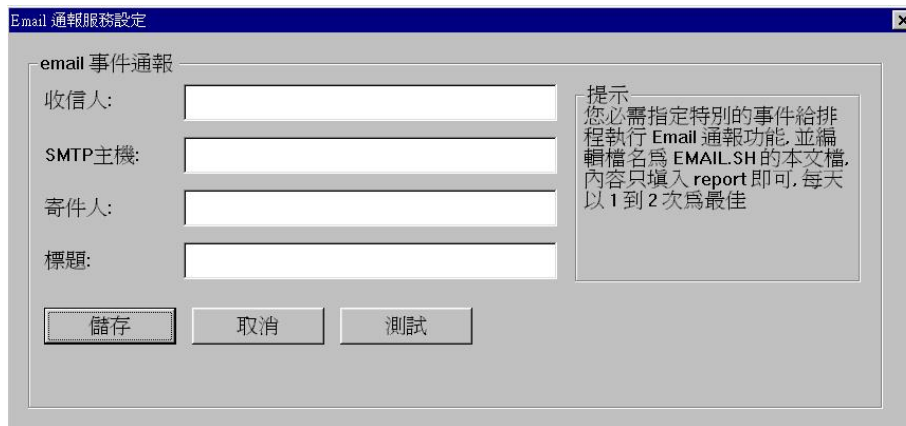 Email 通報服務設定
email 事件通報
收信人:
SMTP主機:
寄件人:
標題:
儲存
取消
測試
提示
您必需指定特別的事件給排
程執行 Email 通報功能, 並編
輯檔名爲 EMAIL.SH 的本文檔,
內容只塡入 report 即可, 每天
以 1 到 2 次爲最佳